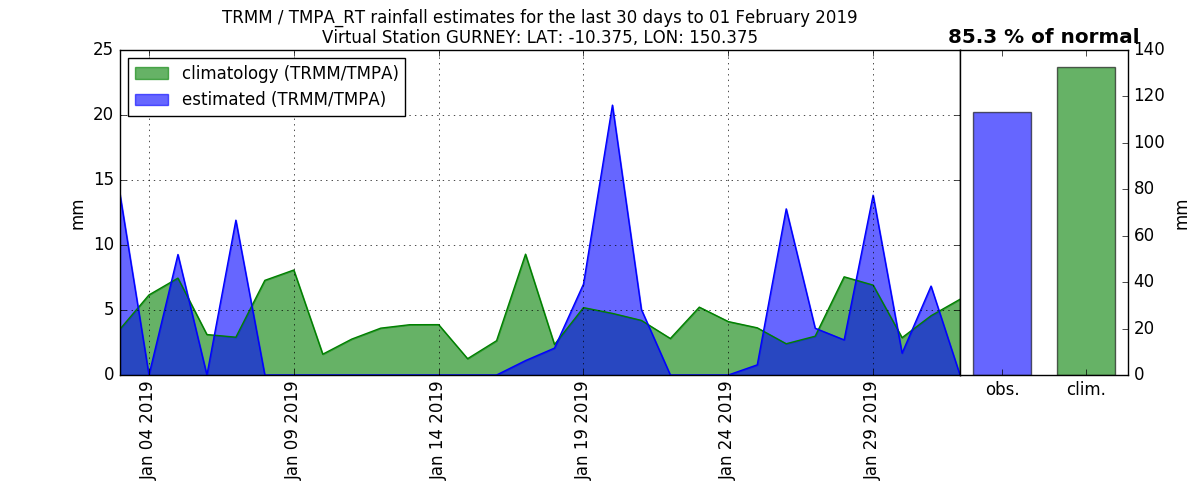 TRMM / TMPA_RT rainfall estimates for the last 30 days to 01 February 2019
Virtual Station GURNEY: LAT: -10.375, LON: 150.375
85.3 % of normal
climatology (TRMM/TMPA)
estimated (TRMM/TMPA)
25
20
15
10
5
0
mm
Jan 04 2019
Jan 09 2019
Jan 14 2019
Jan 19 2019
Jan 24 2019
Jan 29 2019
obs.
clim.
140
120
100
80
60
40
20
0
mm